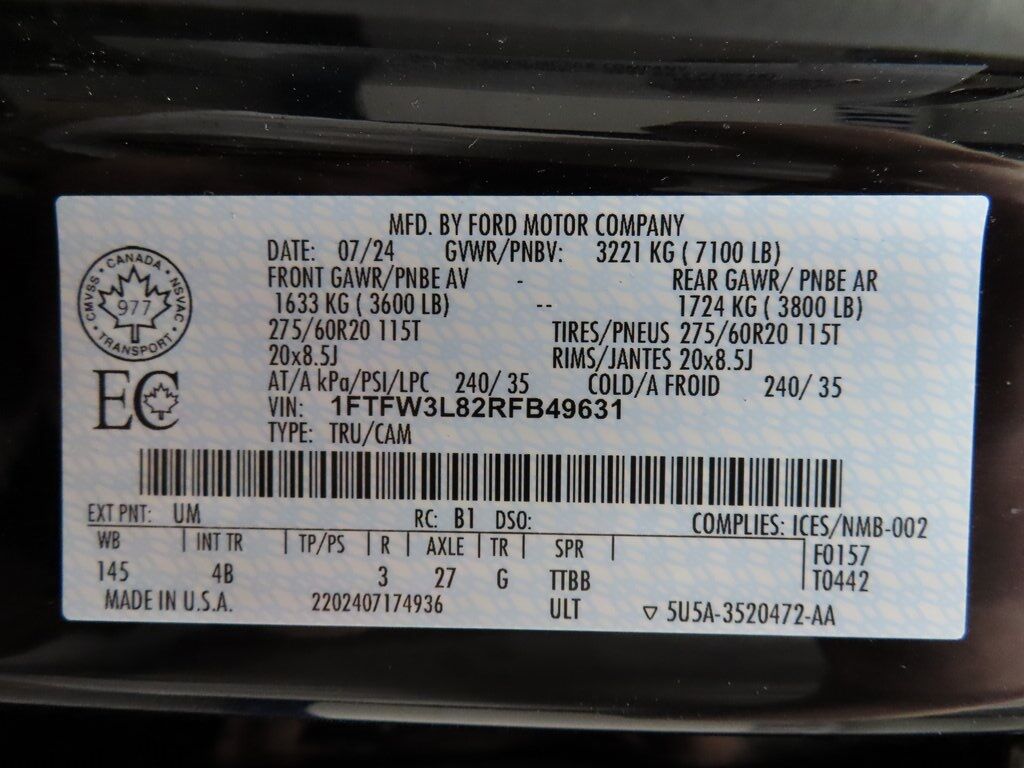 MFD. BY FORD MOTOR COMPANY
DATE: 07/24 GVWR/PNBV: 3221 KG ( 7100 LB)
FRONT GAWR/PNBE AV - REAR GAWR/ PNBE AR
1633 KG ( 3600 LB) -- 1724 KG ( 3800 LB)
275/60R20 115T TIRES/PNEUS 275/60R20 115T
20x8.5J RIMS/JANTES 20x8.5J
AT/A kPa/PSI/LPC 240/ 35 COLD/A FROID 240/ 35
VIN: 1FTFW3L82RFB49631
TYPE: TRU/CAM
CMVSS · CANADA · NSVAC · TRANSPORT ·
977
EC
EXT PNT: UM RC: B1 DSO: COMPLIES: ICES/NMB-002
WB | INT TR | TP/PS | R | AXLE | TR | SPR | F0157
145 4B 3 27 G TTBB T0442
MADE IN U.S.A. 2202407174936 ULT ▽ 5U5A-3520472-AA